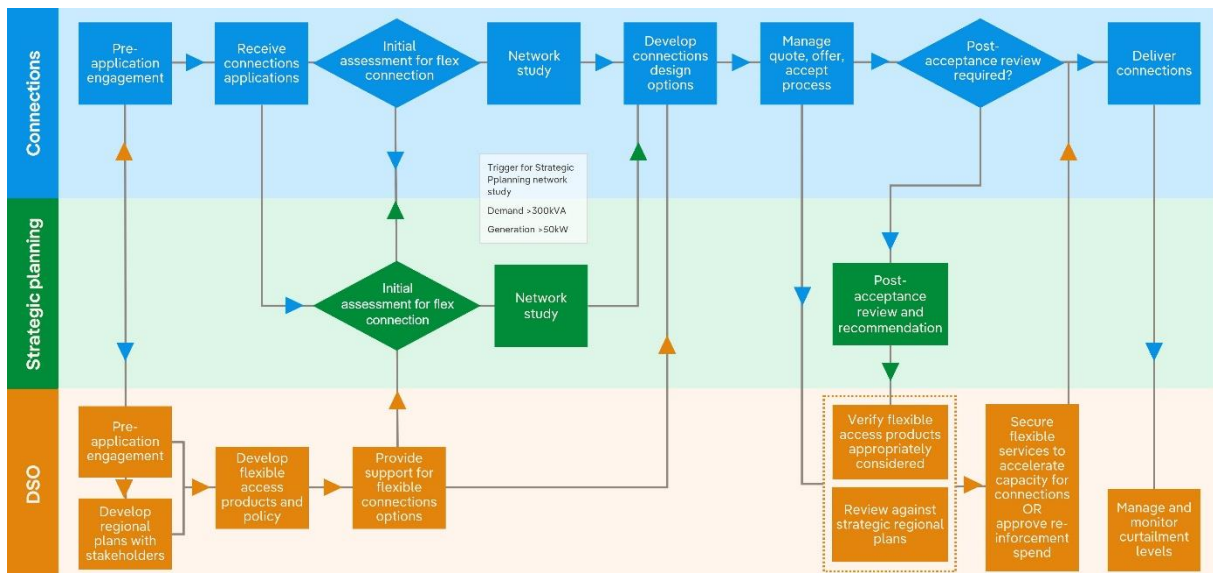 Connections
Pre-
application
engagement
Receive
connections
applications
Initial
assessment for flex
connection
Network
study
Develop
connections
design
options
Manage
quote, offer,
accept
process
Post-
acceptance review
required?
Deliver
connections
Trigger for Strategic
Pplanning network
study
Demand >300kVA
Generation >50kW
Strategic planning
Initial
assessment for flex
connection
Network
study
Post-
acceptance
review and
recommendation
DSO
Pre-
application
engagement
Develop
regional
plans with
stakeholders
Develop
flexible
access
products and
policy
Provide
support for
flexible
connections
options
Verify flexible
access products
appropriately
considered
Review against
strategic regional
plans
Secure
flexible
services to
accelerate
capacity for
connections
OR
approve re-
inforcement
spend
Manage and
monitor
curtailment
levels